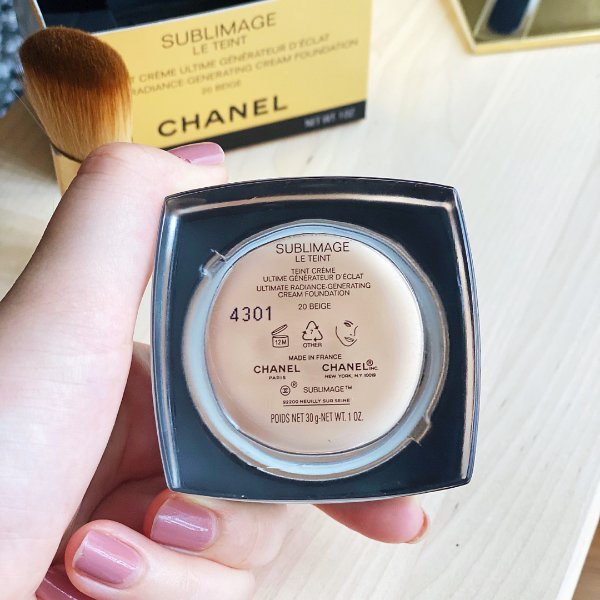 SUBLIMAGE
LE TEINT
TEINT CRÈME ULTIME GÉNÉRATEUR D'ÉCLAT
RADIANCE-GENERATING CREAM FOUNDATION
20 BEIGE
CHANEL
NET WT. 1 OZ.
SUBLIMAGE
LE TEINT
TEINT CRÈME
ULTIME GÉNÉRATEUR D'ÉCLAT
ULTIMATE RADIANCE-GENERATING
CREAM FOUNDATION
20 BEIGE
4301
12M
7
OTHER
MADE IN FRANCE
CHANEL CHANEL® INC.
PARIS NEW YORK, NY 10019
® SUBLIMAGE™
92200 NEUILLY SUR SEINE
POIDS NET 30 g-NET WT. 1 OZ.